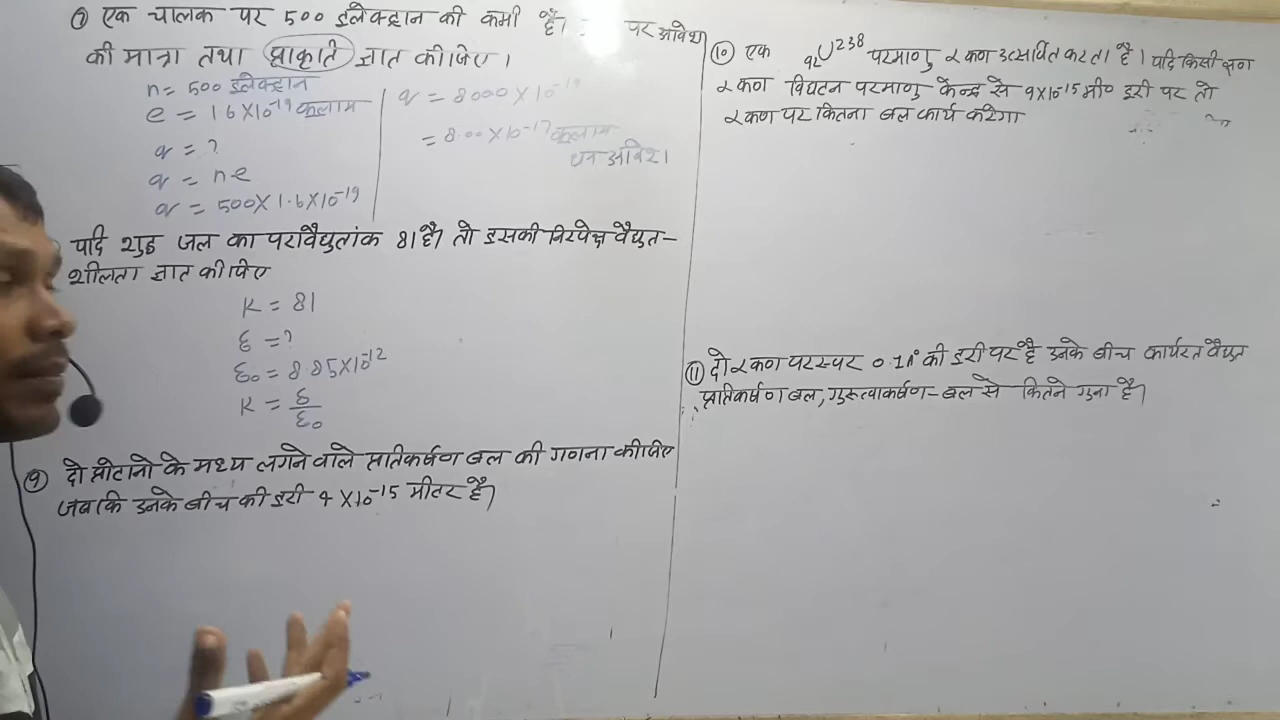 ⑦ एक चालक पर 500 इलेक्ट्रान की कमी है। पर आवेश
की मात्रा तथा प्राकृति ज्ञात कीजिए।
n = 500 इलेक्ट्रान
e = 1.6×10⁻¹⁹ कूलाम
q = ?
q = ne
q = 500×1.6×10⁻¹⁹
q = 8000×10⁻¹⁹
= 8.00×10⁻¹⁷ कूलाम
धन आवेश।
यदि शुद्ध जल का परावैद्युतांक 81 है। तो इसकी निरपेक्ष वैद्युत–
शीलता ज्ञात कीजिए
K = 81
ε = ?
ε₀ = 8.85×10⁻¹²
K = ε/ε₀
⑨ दो प्रोटानो के मध्य लगने वाले प्रतिकर्षण बल की गणना कीजिए
जबकि उनके बीच की दूरी 4×10⁻¹⁵ मीटर है।
⑩ एक ₉₂U²³⁸ परमाणु α कण उत्सर्जित करता है। यदि किसी क्षण
α कण विघटन परमाणु केन्द्र से 9×10⁻¹⁵ मी० दूरी पर तो
α कण पर कितना बल कार्य करेगा
⑪ दो α कण परस्पर 0.1A° की दूरी पर है उनके बीच कार्यरत वैद्युत
प्रतिकर्षण बल, गुरुत्वाकर्षण–बल से कितने गुना है।